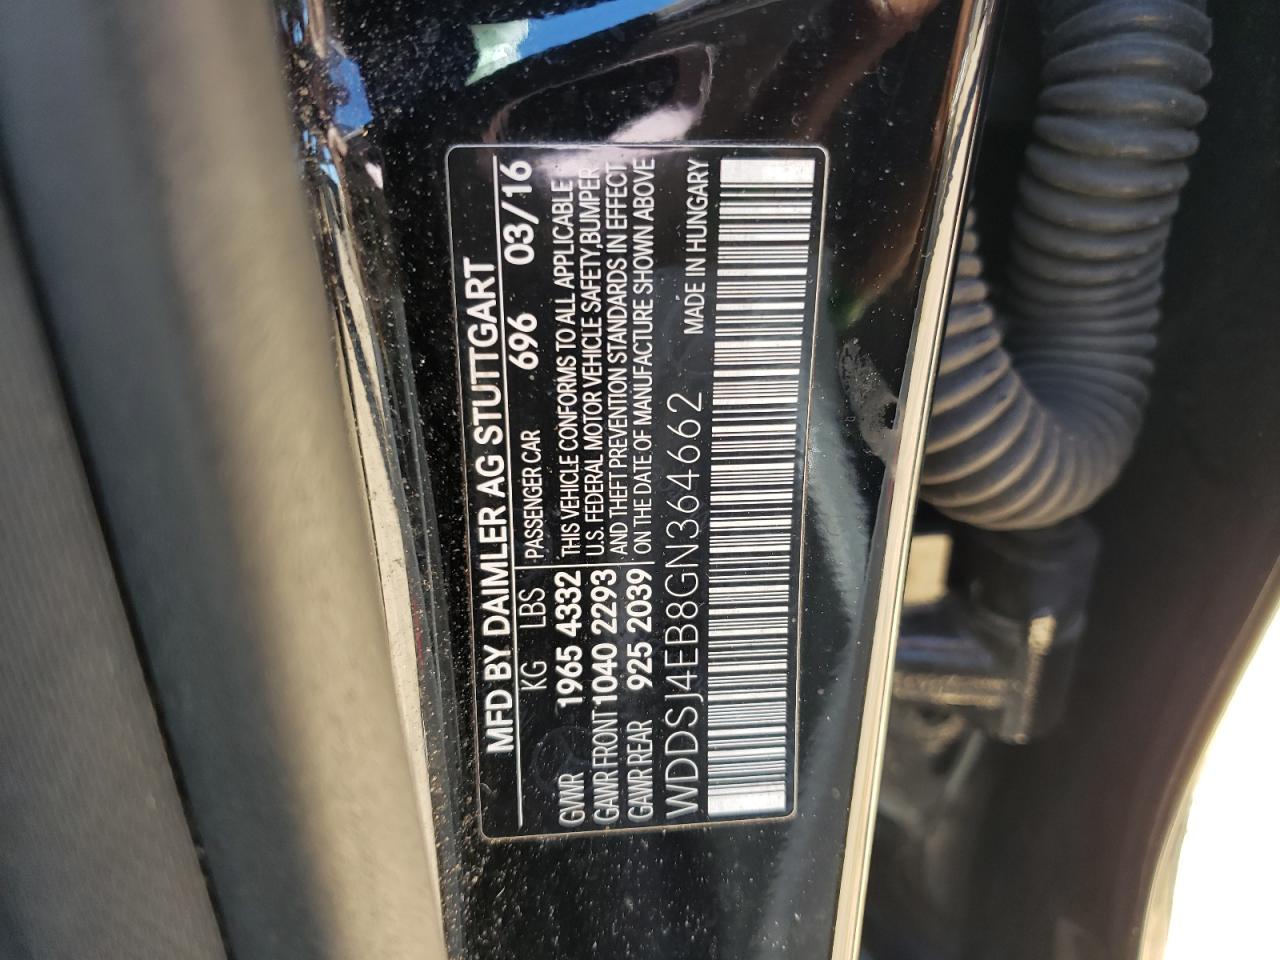 MFD BY DAIMLER AG STUTTGART
696 03/16
KG LBS PASSENGER CAR
GVWR 1965 4332 THIS VEHICLE CONFORMS TO ALL APPLICABLE
GAWR FRONT 1040 2293 U.S. FEDERAL MOTOR VEHICLE SAFETY,BUMPER
AND THEFT PREVENTION STANDARDS IN EFFECT
GAWR REAR 925 2039 ON THE DATE OF MANUFACTURE SHOWN ABOVE
WDDSJ4EB8GN364662 MADE IN HUNGARY